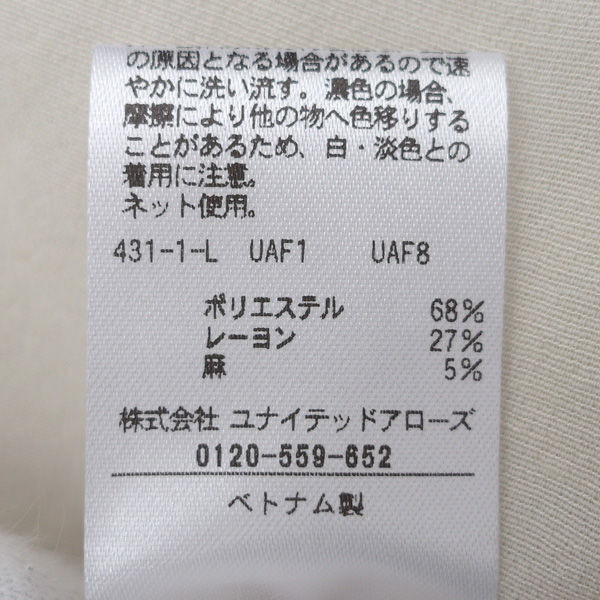 の原因となる場合があるので速
やかに洗い流す。濃色の場合、
摩擦により他の物へ色移りする
ことがあるため、白・淡色との
着用に注意。
ネット使用。
431-1-L UAF1 UAF8
ポリエステル 68%
レーヨン 27%
麻 5%
株式会社 ユナイテッドアローズ
0120-559-652
ベトナム製